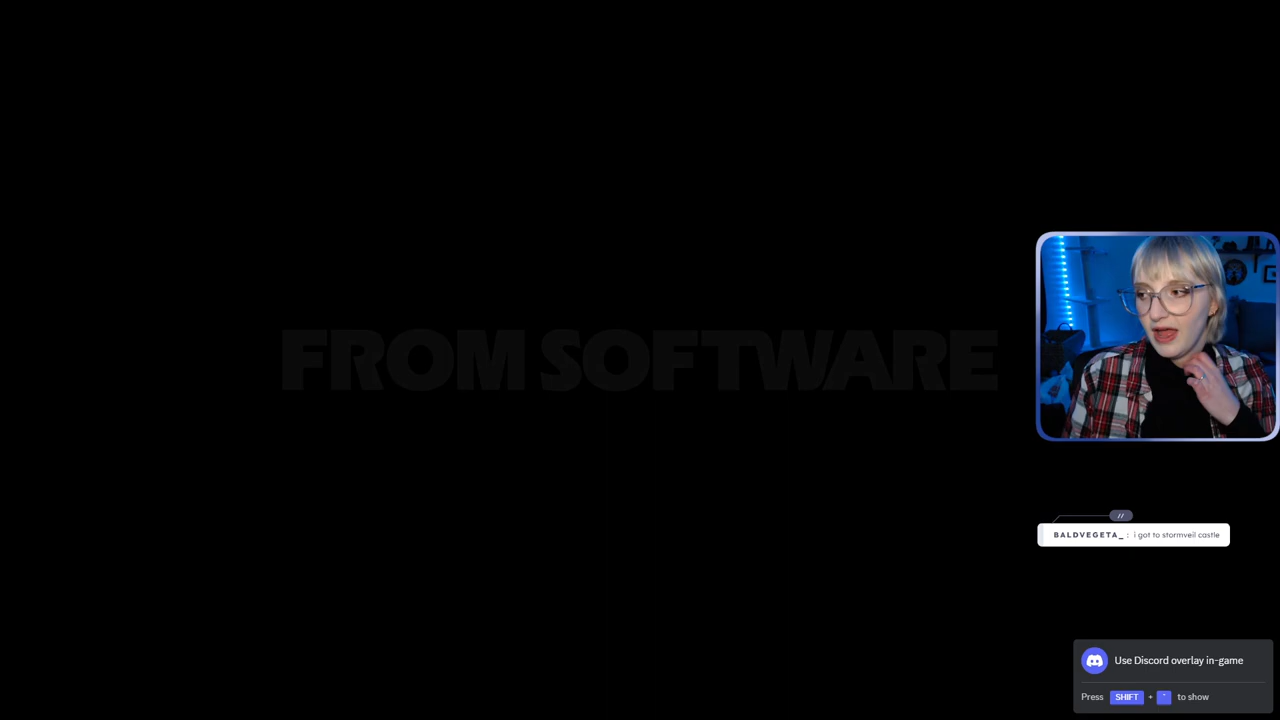 FROM SOFTWARE
//
BALDVEGETA_ : i got to stormveil castle
Use Discord overlay in-game
Press SHIFT + ` to show